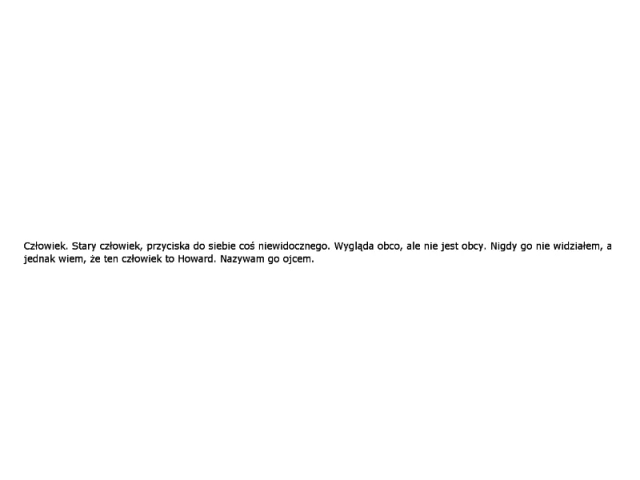 Człowiek. Stary człowiek, przyciska do siebie coś niewidocznego. Wygląda obco, ale nie jest obcy. Nigdy go nie widziałem, a
jednak wiem, że ten człowiek to Howard. Nazywam go ojcem.